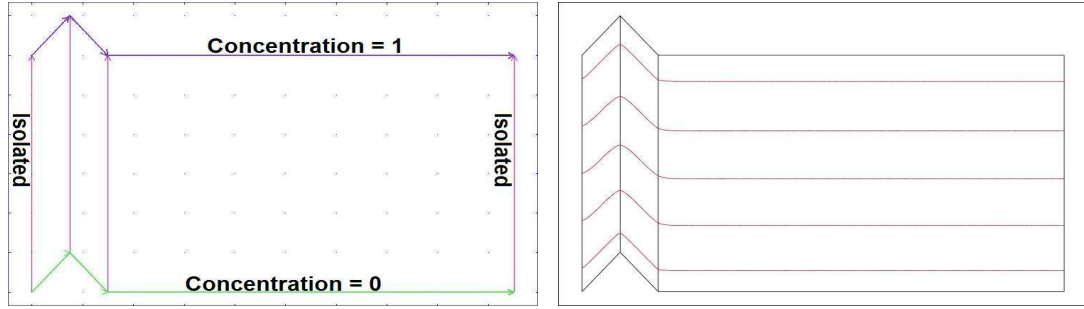 Concentration = 1
Isolated
Isolated
Concentration = 0